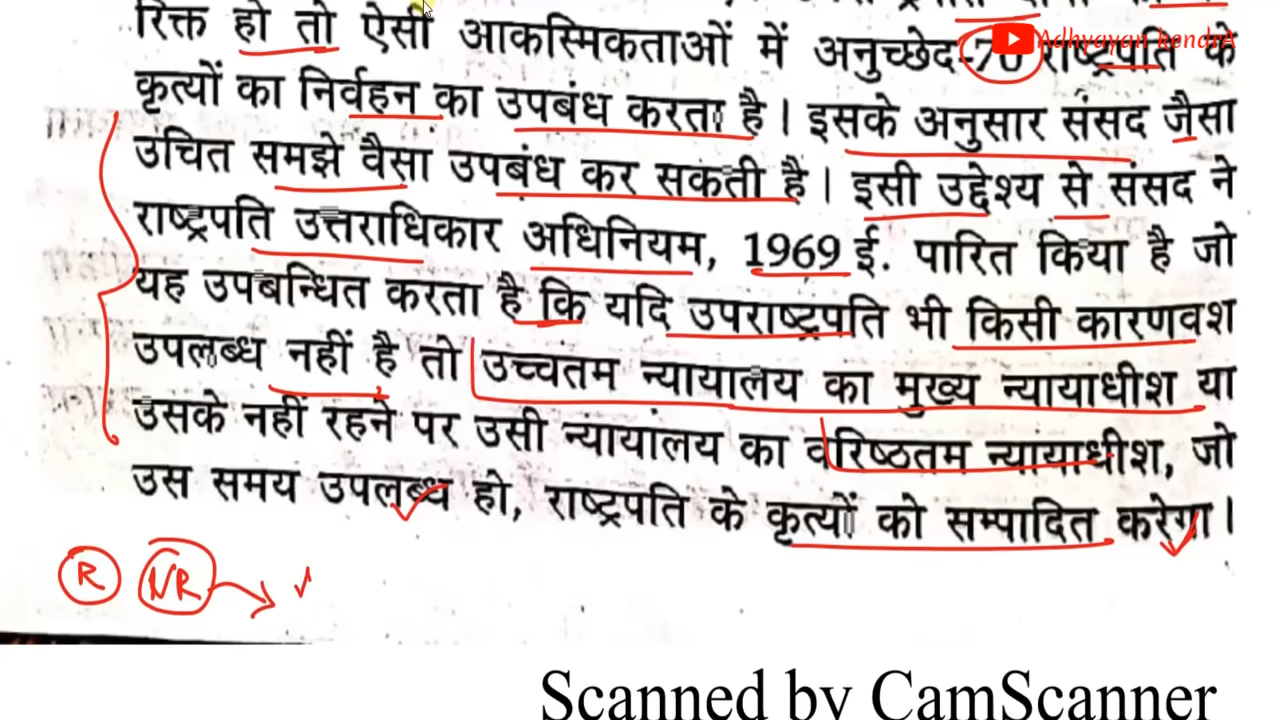 रिक्त हो तो ऐसी आकस्मिकताओं में अनुच्छेद-70 राष्ट्रपति के
Adhyayan kendrA
कृत्यों का निर्वहन का उपबंध करता है। इसके अनुसार संसद जैसा
उचित समझे वैसा उपबंध कर सकती है। इसी उद्देश्य से संसद ने
राष्ट्रपति उत्तराधिकार अधिनियम, 1969 ई. पारित किया है जो
यह उपबन्धित करता है कि यदि उपराष्ट्रपति भी किसी कारणवश
उपलब्ध नहीं है तो उच्चतम न्यायालय का मुख्य न्यायाधीश या
उसके नहीं रहने पर उसी न्यायालय का वरिष्ठतम न्यायाधीश, जो
उस समय उपलब्ध हो, राष्ट्रपति के कृत्यों को सम्पादित करेगा।
R NR
Scanned by CamScanner